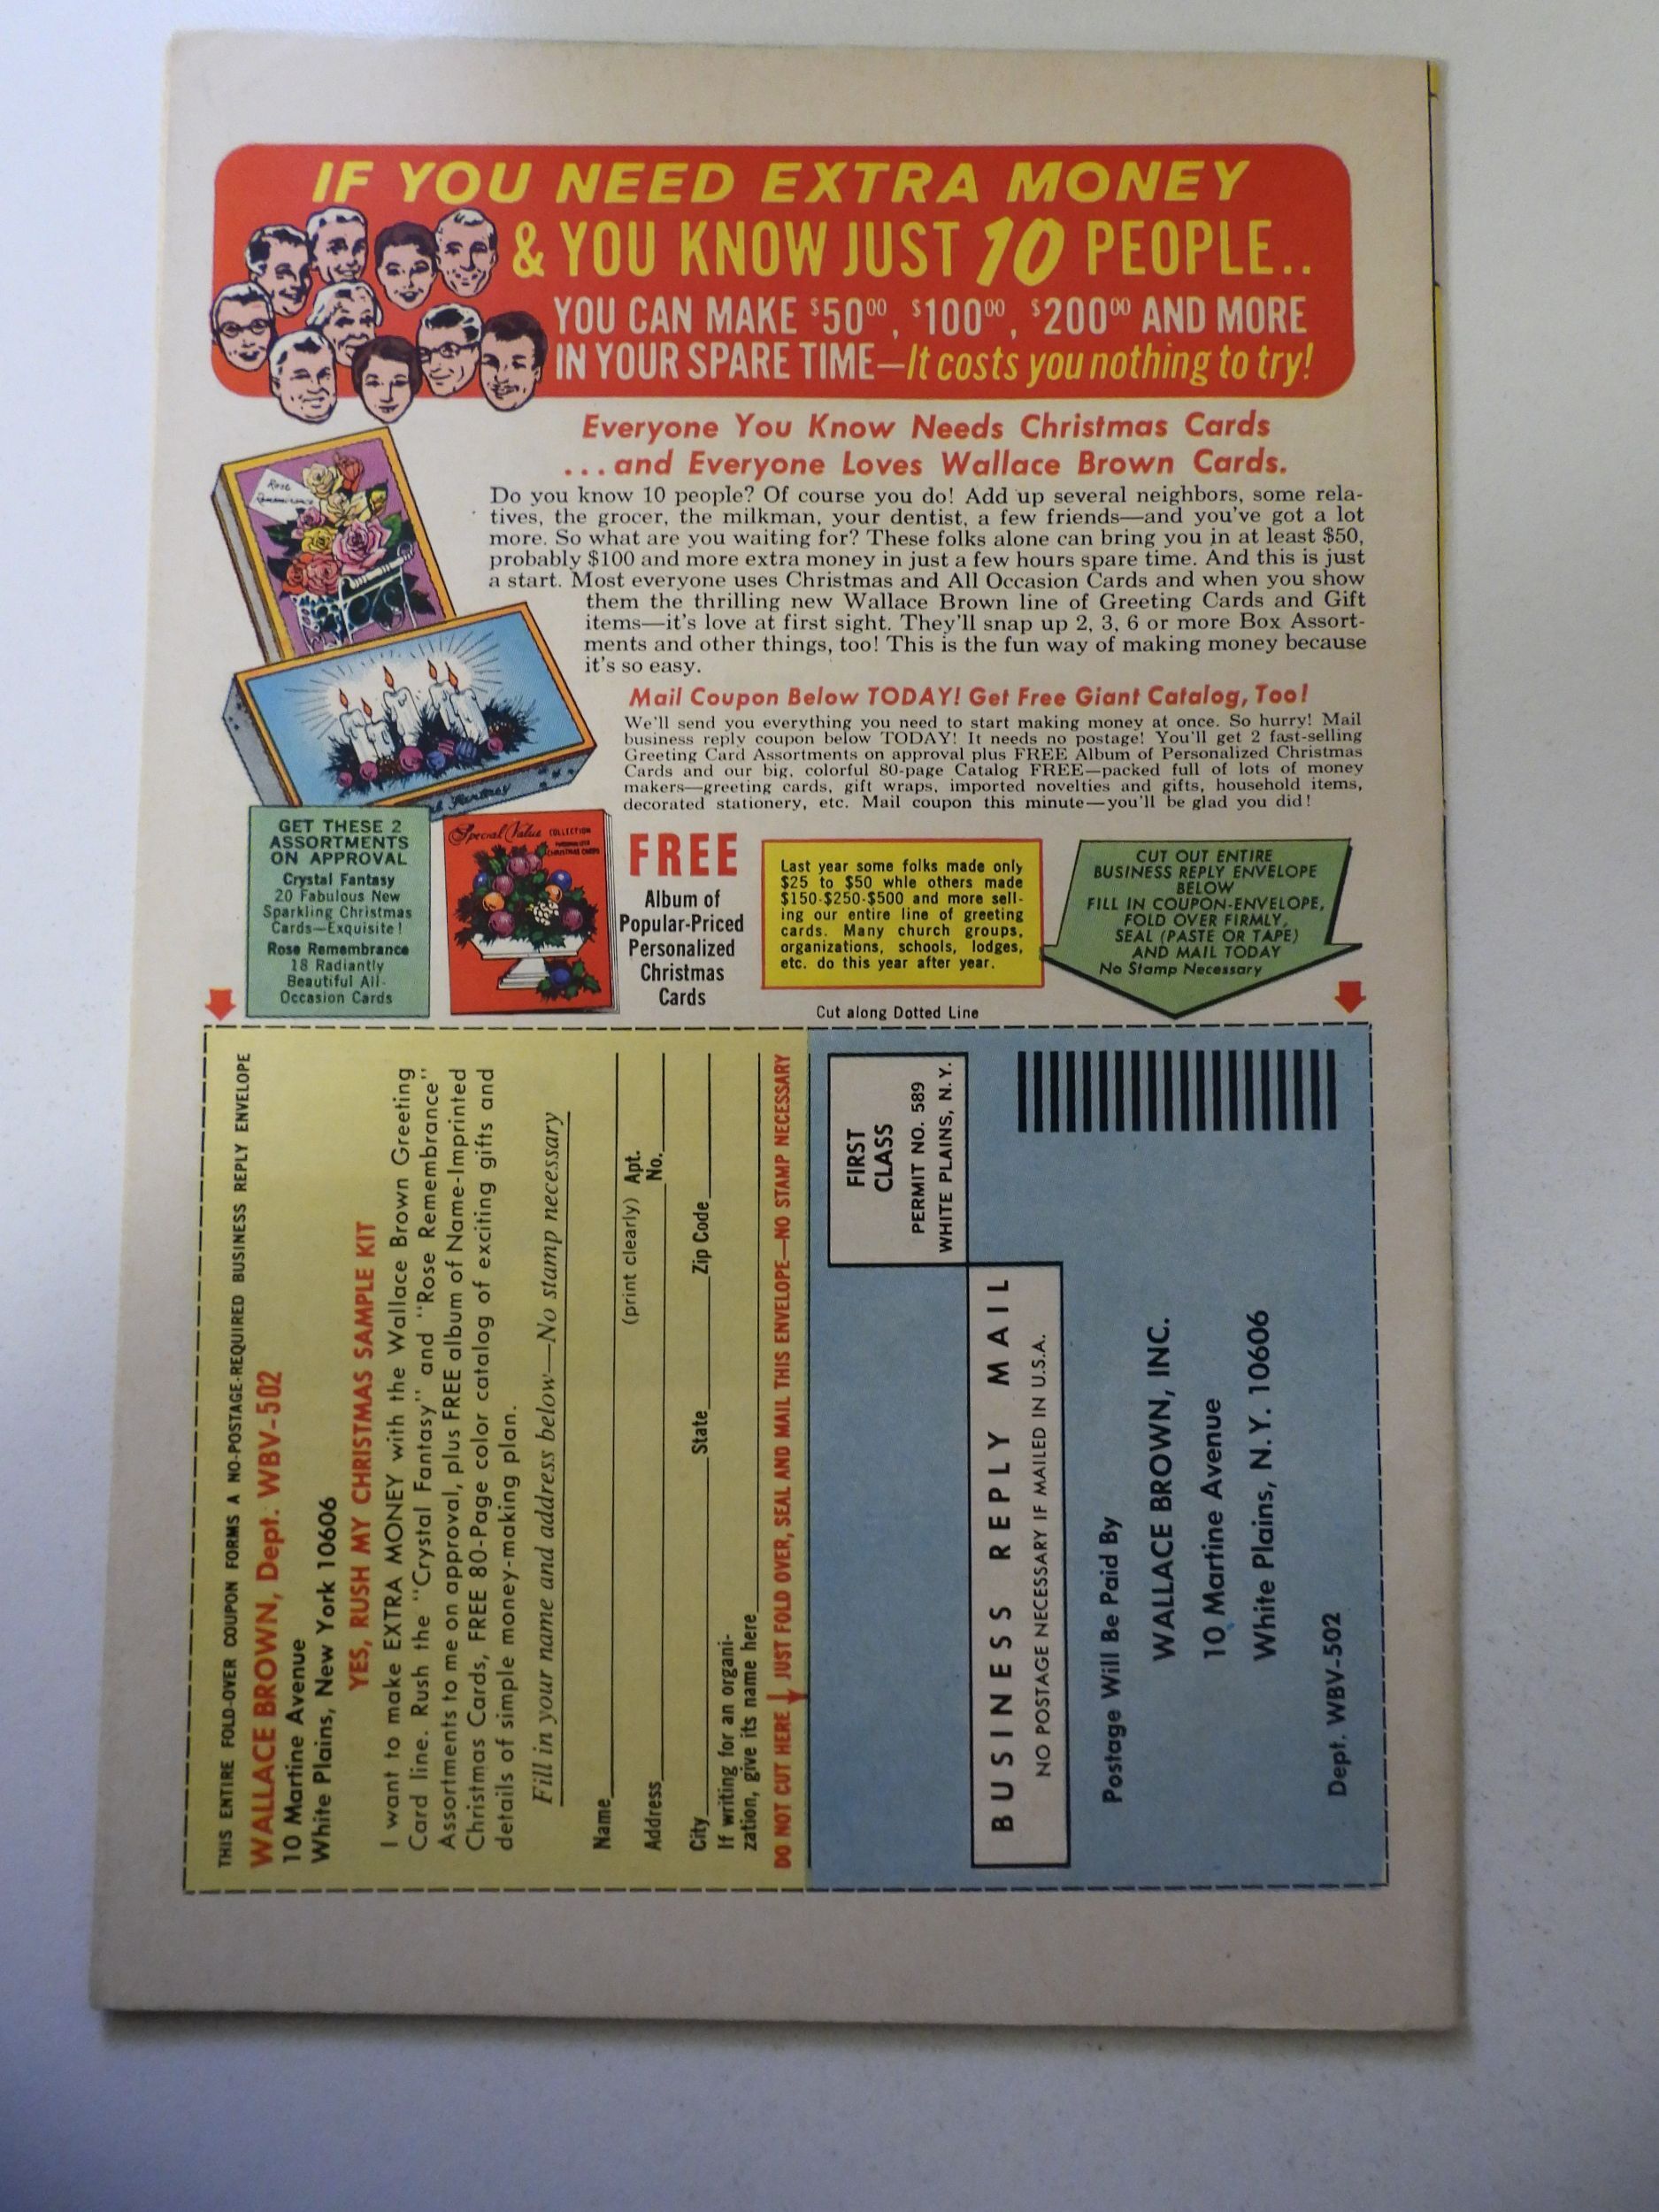 IF YOU NEED EXTRA MONEY
& YOU KNOW JUST 10 PEOPLE..
YOU CAN MAKE $50⁰⁰, $100⁰⁰, $200⁰⁰ AND MORE
IN YOUR SPARE TIME—It costs you nothing to try!
Everyone You Know Needs Christmas Cards
...and Everyone Loves Wallace Brown Cards.
Rose
Remembrance
Do you know 10 people? Of course you do! Add up several neighbors, some rela-
tives, the grocer, the milkman, your dentist, a few friends—and you've got a lot
more. So what are you waiting for? These folks alone can bring you in at least $50,
probably $100 and more extra money in just a few hours spare time. And this is just
a start. Most everyone uses Christmas and All Occasion Cards and when you show
them the thrilling new Wallace Brown line of Greeting Cards and Gift
items—it's love at first sight. They'll snap up 2, 3, 6 or more Box Assort-
ments and other things, too! This is the fun way of making money because
it's so easy.
Mail Coupon Below TODAY! Get Free Giant Catalog, Too!
We'll send you everything you need to start making money at once. So hurry! Mail
business reply coupon below TODAY! It needs no postage! You'll get 2 fast-selling
Greeting Card Assortments on approval plus FREE Album of Personalized Christmas
Cards and our big, colorful 80-page Catalog FREE—packed full of lots of money
makers—greeting cards, gift wraps, imported novelties and gifts, household items,
decorated stationery, etc. Mail coupon this minute—you'll be glad you did!
Fantasy
GET THESE 2
ASSORTMENTS
ON APPROVAL
Crystal Fantasy
20 Fabulous New
Sparkling Christmas
Cards—Exquisite!
Rose Remembrance
18 Radiantly
Beautiful All-
Occasion Cards
Special Value COLLECTION
CHRISTMAS CARDS
FREE
Album of
Popular-Priced
Personalized
Christmas
Cards
Last year some folks made only
$25 to $50 whle others made
$150-$250-$500 and more sell-
ing our entire line of greeting
cards. Many church groups,
organizations, schools, lodges,
etc. do this year after year.
CUT OUT ENTIRE
BUSINESS REPLY ENVELOPE
BELOW
FILL IN COUPON-ENVELOPE,
FOLD OVER FIRMLY,
SEAL (PASTE OR TAPE)
AND MAIL TODAY
No Stamp Necessary
Cut along Dotted Line
THIS ENTIRE FOLD-OVER COUPON FORMS A NO-POSTAGE-REQUIRED BUSINESS REPLY ENVELOPE
WALLACE BROWN, Dept. WBV-502
10 Martine Avenue
White Plains, New York 10606
YES, RUSH MY CHRISTMAS SAMPLE KIT
I want to make EXTRA MONEY with the Wallace Brown Greeting
Card line. Rush the "Crystal Fantasy" and "Rose Remembrance"
Assortments to me on approval, plus FREE album of Name-Imprinted
Christmas Cards, FREE 80-Page color catalog of exciting gifts and
details of simple money-making plan.
Fill in your name and address below—No stamp necessary
Name
(print clearly)
Address Apt. No.
City State Zip Code
If writing for an organi-
zation, give its name here
DO NOT CUT HERE JUST FOLD OVER, SEAL AND MAIL THIS ENVELOPE—NO STAMP NECESSARY
FIRST
CLASS
PERMIT NO. 589
WHITE PLAINS, N.Y.
BUSINESS REPLY MAIL
NO POSTAGE NECESSARY IF MAILED IN U.S.A.
Postage Will Be Paid By
WALLACE BROWN, INC.
10 Martine Avenue
White Plains, N.Y. 10606
Dept. WBV-502